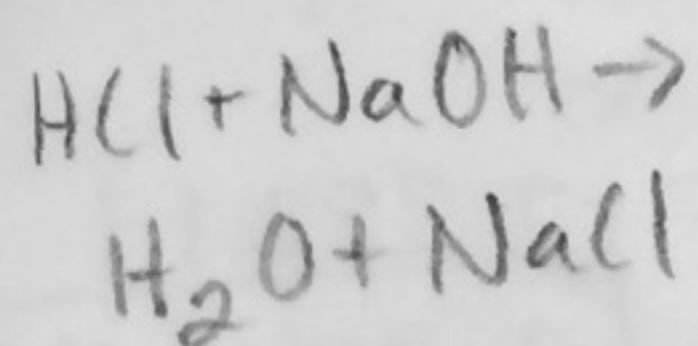 HCl + NaOH →
H₂O + NaCl